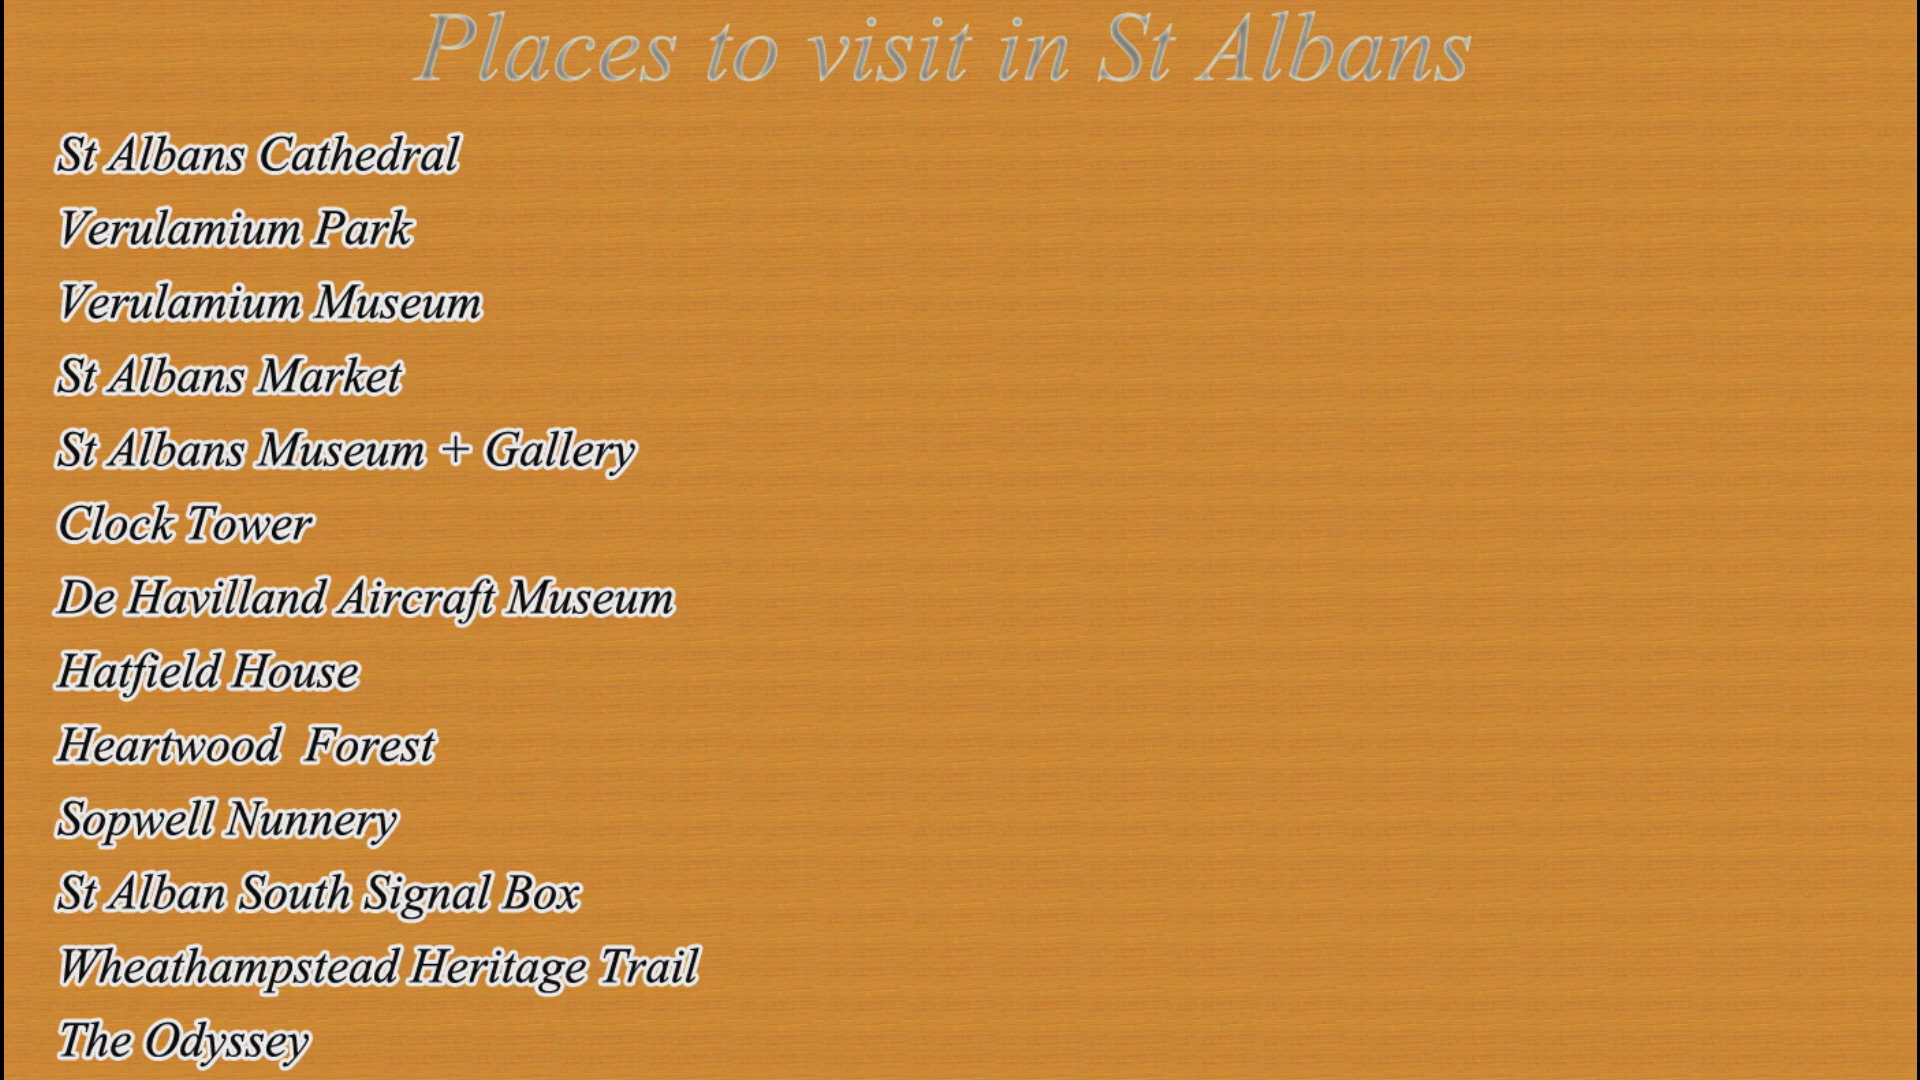 Places to visit in St Albans
St Albans Cathedral
Verulamium Park
Verulamium Museum
St Albans Market
St Albans Museum + Gallery
Clock Tower
De Havilland Aircraft Museum
Hatfield House
Heartwood  Forest
Sopwell Nunnery
St Alban South Signal Box
Wheathampstead Heritage Trail
The Odyssey